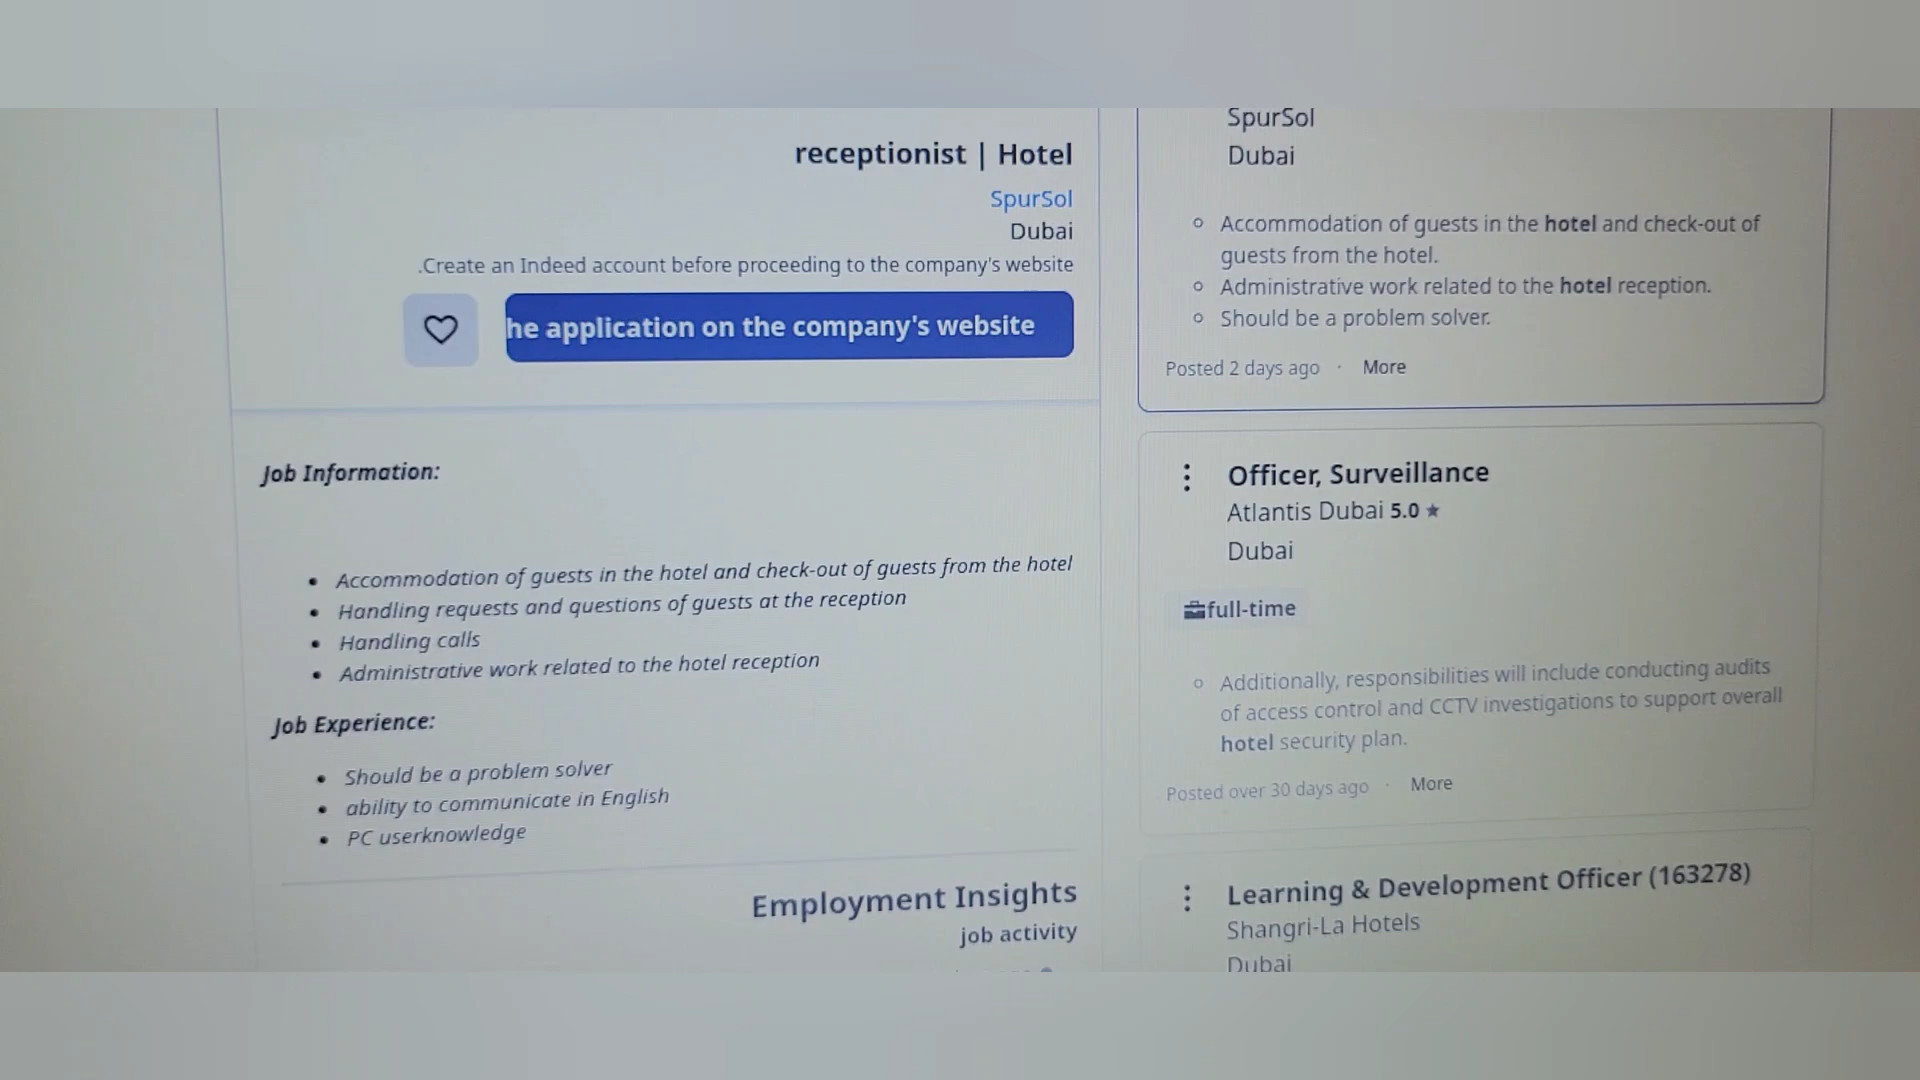 receptionist | Hotel
SpurSol
Dubai
.Create an Indeed account before proceeding to the company's website
he application on the company's website
Job Information:
Accommodation of guests in the hotel and check-out of guests from the hotel
Handling requests and questions of guests at the reception
Handling calls
Administrative work related to the hotel reception
Job Experience:
Should be a problem solver
ability to communicate in English
PC userknowledge
Employment Insights
job activity
SpurSol
Dubai
Accommodation of guests in the hotel and check-out of
guests from the hotel.
Administrative work related to the hotel reception.
Should be a problem solver.
Posted 2 days ago · More
Officer, Surveillance
Atlantis Dubai 5.0 ★
Dubai
full-time
Additionally, responsibilities will include conducting audits
of access control and CCTV investigations to support overall
hotel security plan.
Posted over 30 days ago · More
Learning & Development Officer (163278)
Shangri-La Hotels
Dubai